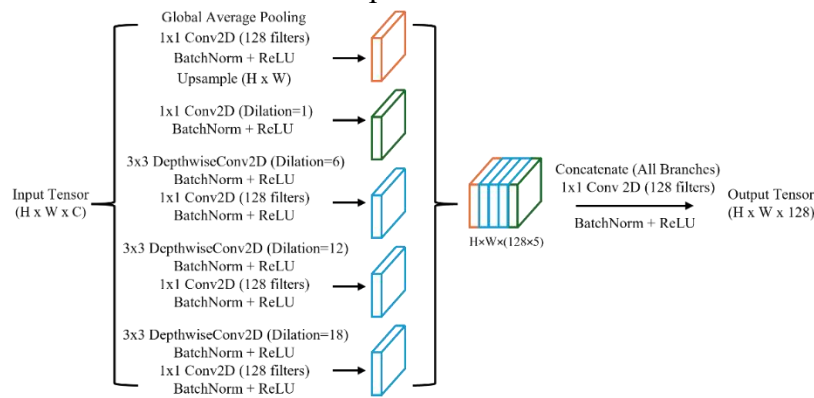 Global Average Pooling
1x1 Conv2D (128 filters)
BatchNorm + ReLU
Upsample (H x W)
1x1 Conv2D (Dilation=1)
BatchNorm + ReLU
3x3 DepthwiseConv2D (Dilation=6)
BatchNorm + ReLU
1x1 Conv2D (128 filters)
BatchNorm + ReLU
3x3 DepthwiseConv2D (Dilation=12)
BatchNorm + ReLU
1x1 Conv2D (128 filters)
BatchNorm + ReLU
3x3 DepthwiseConv2D (Dilation=18)
BatchNorm + ReLU
1x1 Conv2D (128 filters)
BatchNorm + ReLU
Input Tensor
(H x W x C)
H×W×(128×5)
Concatenate (All Branches)
1x1 Conv 2D (128 filters)
BatchNorm + ReLU
Output Tensor
(H x W x 128)